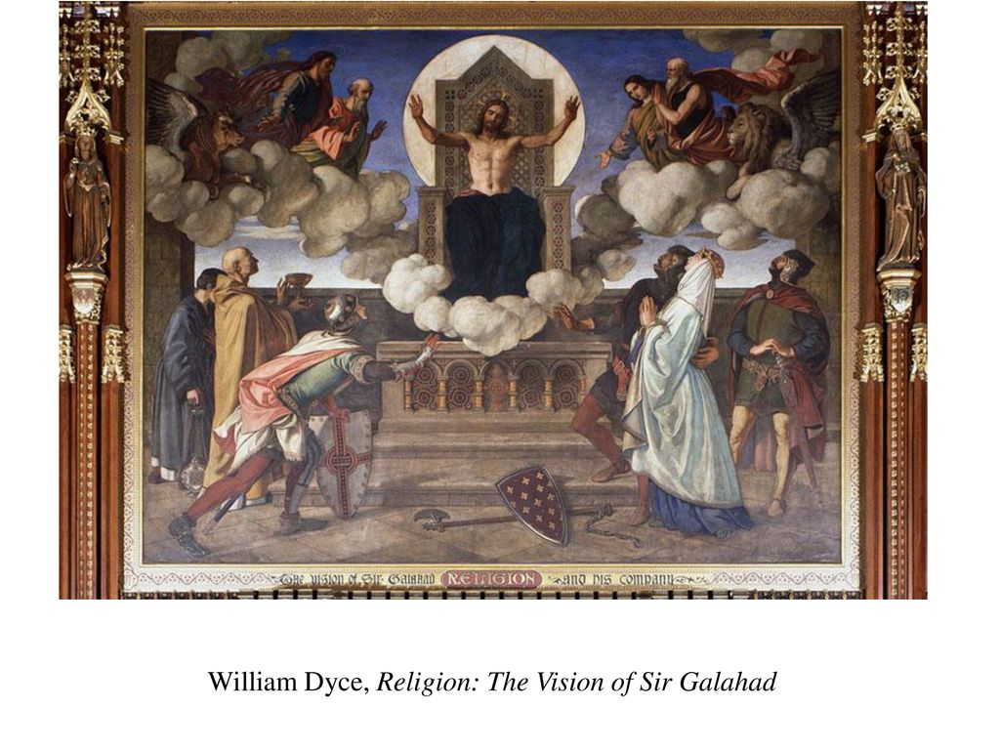 The vision of Sir Galahad RELIGION and his company
William Dyce, Religion: The Vision of Sir Galahad